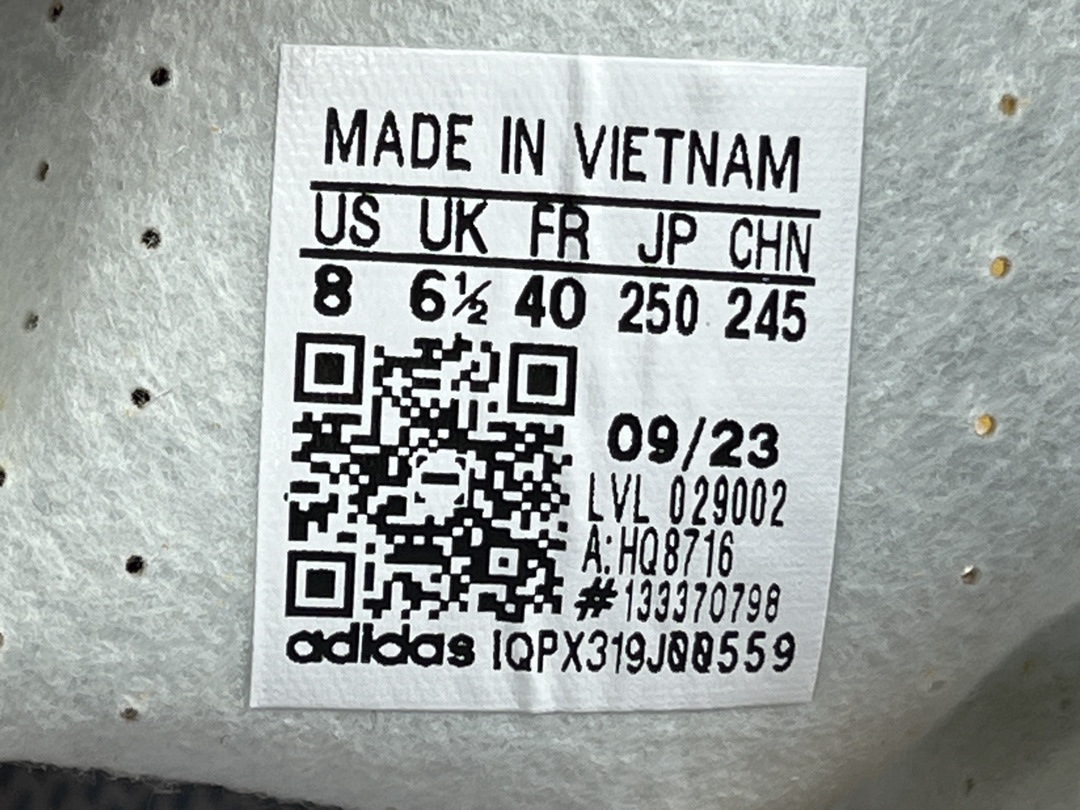 MADE IN VIETNAM
US UK FR JP CHN
8 6½ 40 250 245
09/23
LVL 029002
A: HQ8716
# 133370798
adidas IQPX319J00559